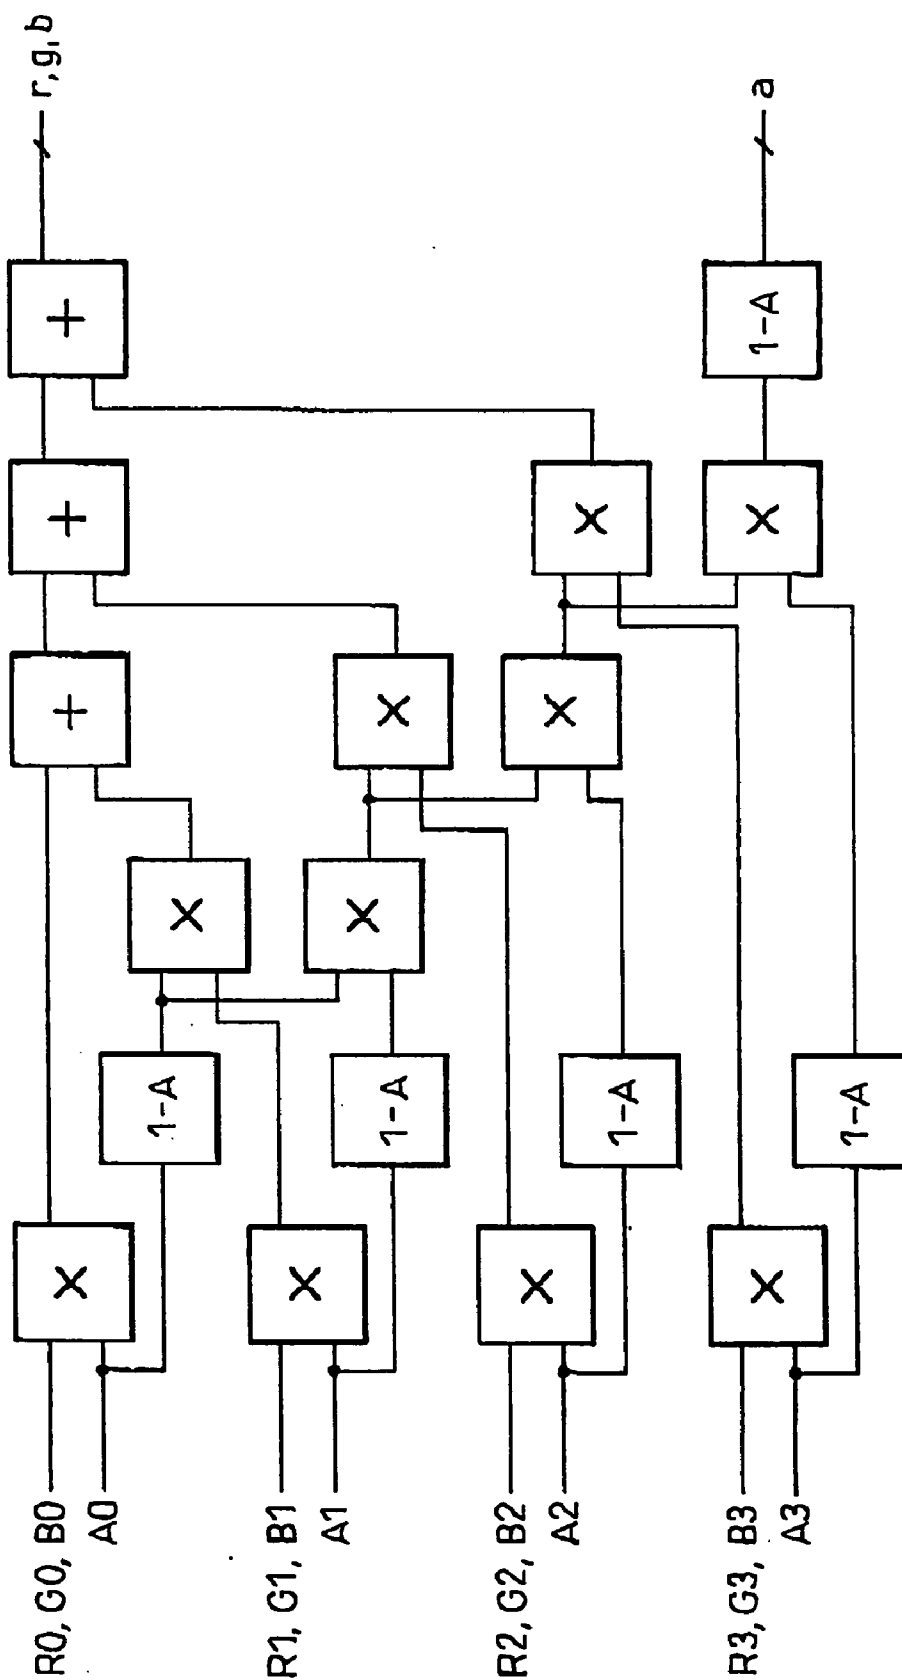 R0, G0, B0
A0
R1, G1, B1
A1
R2, G2, B2
A2
R3, G3, B3
A3
×
×
×
×
1-A
1-A
1-A
1-A
×
×
+
×
×
+
×
×
+
1-A
r, g, b
a